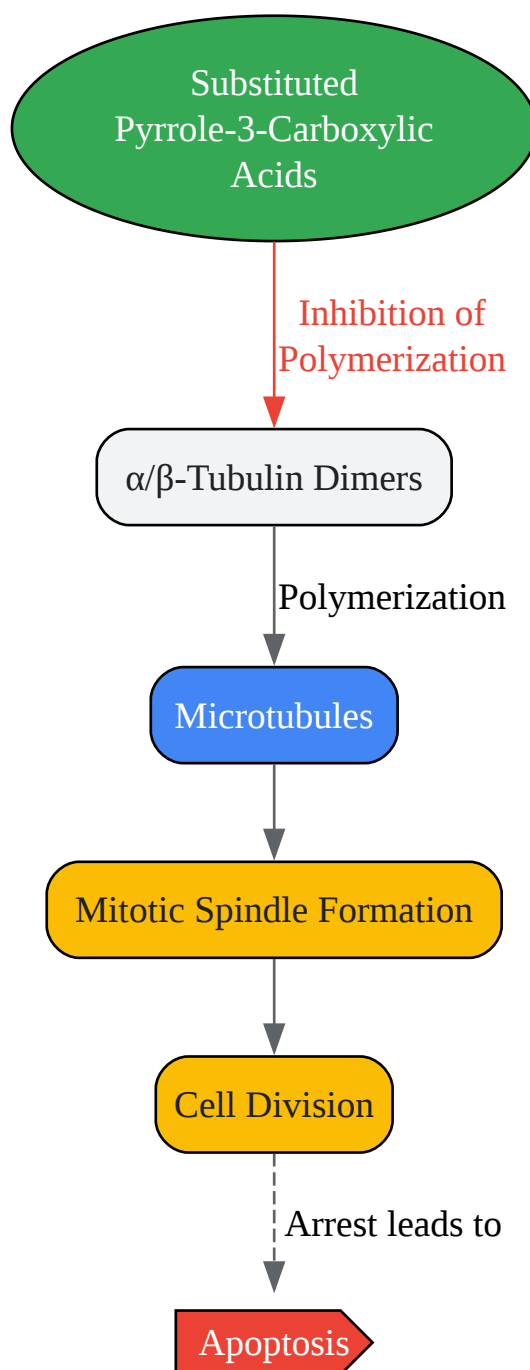 Substituted
Pyrrole-3-Carboxylic
Acids
Inhibition of
Polymerization
α/β-Tubulin Dimers
Polymerization
Microtubules
Mitotic Spindle Formation
Cell Division
Arrest leads to
Apoptosis